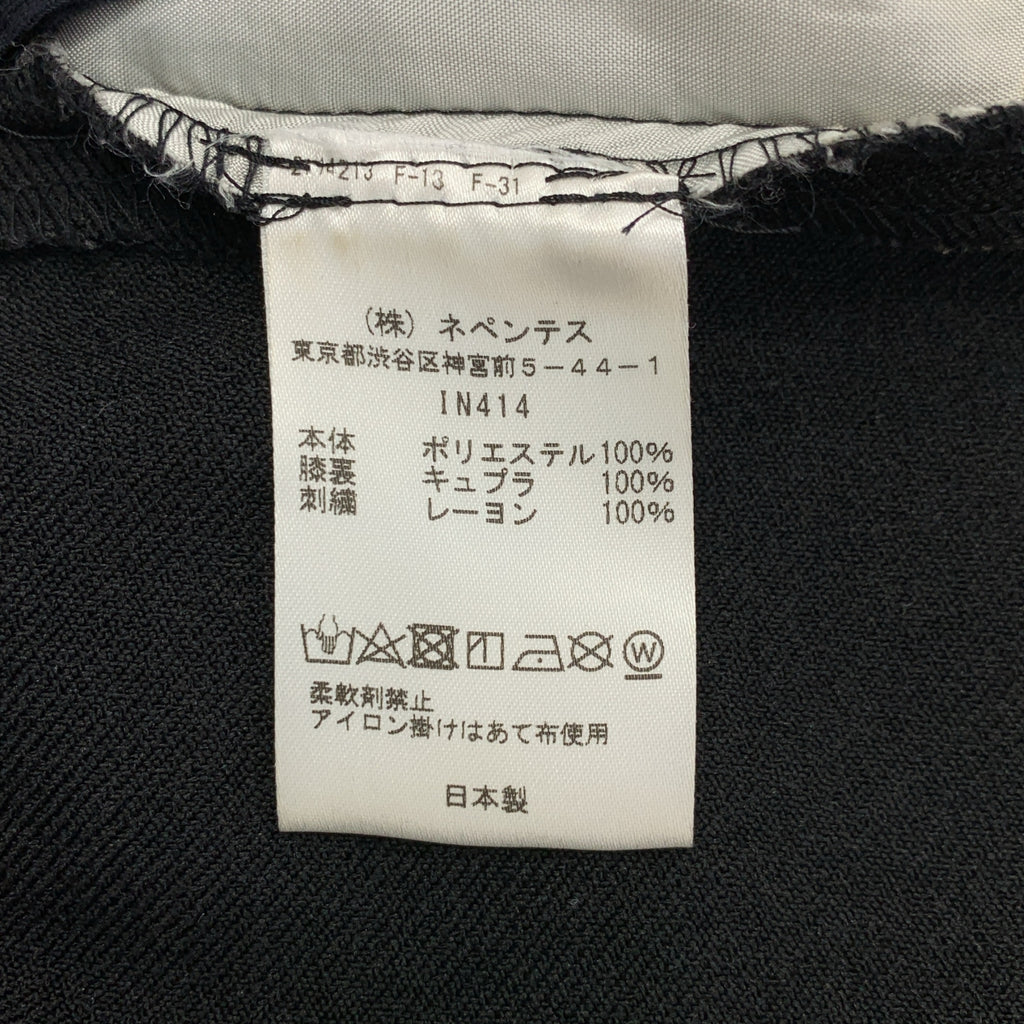 F-13 F-31
(株) ネペンテス
東京都渋谷区神宮前5-44-1
IN414
本体 ポリエステル100%
膝裏 キュプラ 100%
刺繍 レーヨン 100%
W
柔軟剤禁止
アイロン掛けはあて布使用
日本製